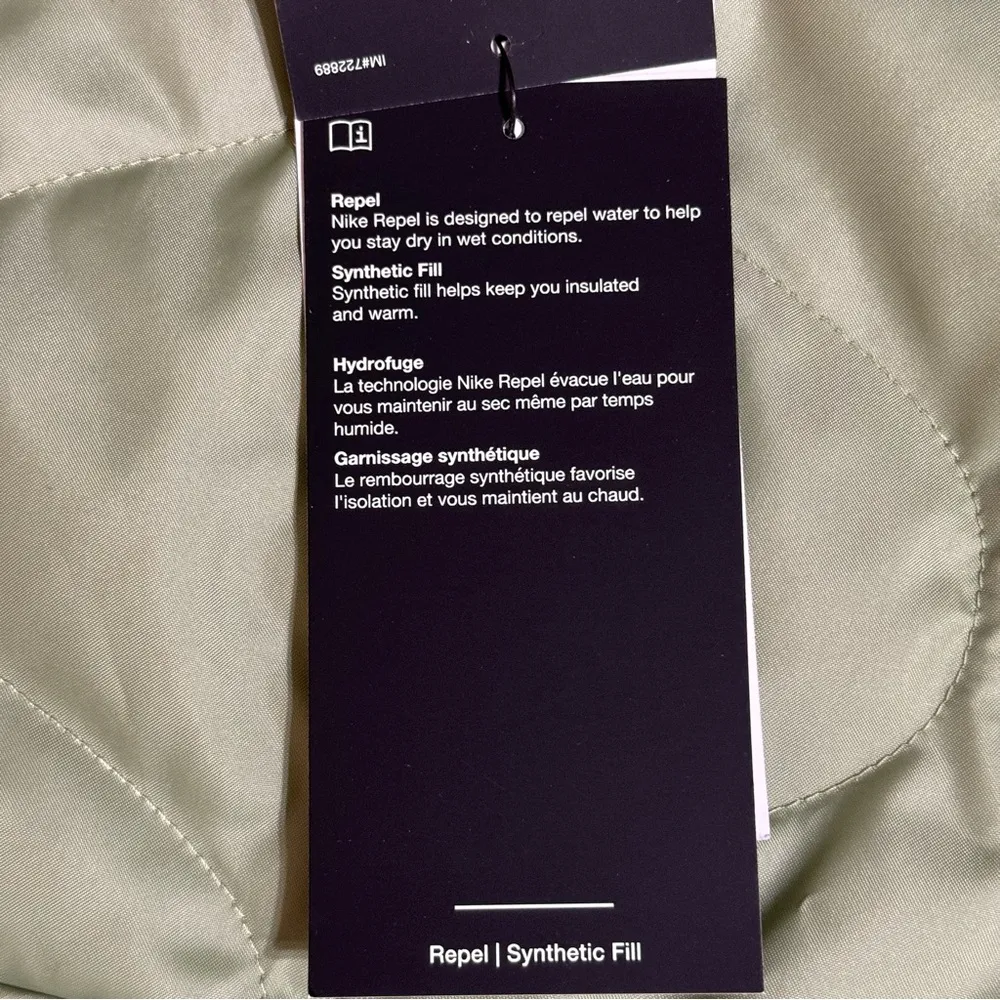 IM#722889
Repel
Nike Repel is designed to repel water to help
you stay dry in wet conditions.
Synthetic Fill
Synthetic fill helps keep you insulated
and warm.
Hydrofuge
La technologie Nike Repel évacue l'eau pour
vous maintenir au sec même par temps
humide.
Garnissage synthétique
Le rembourrage synthétique favorise
l'isolation et vous maintient au chaud.
Repel | Synthetic Fill